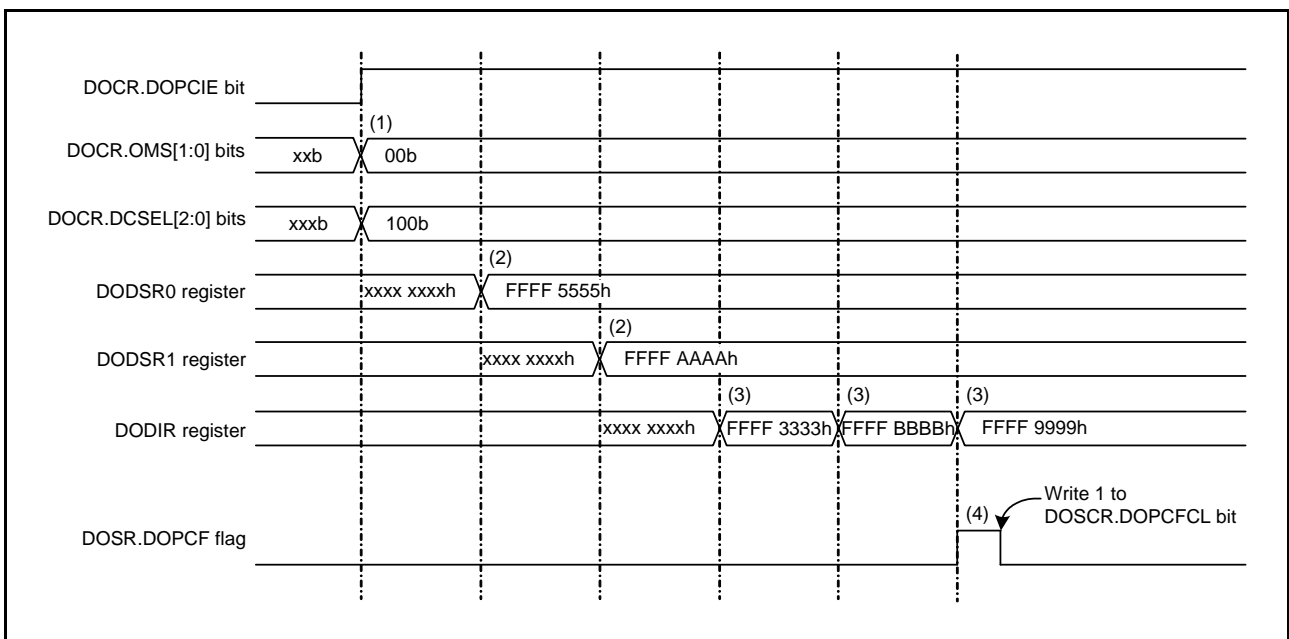 DOCR.DOPCIE bit
(1)
DOCR.OMS[1:0] bits xxb 00b
DOCR.DCSEL[2:0] bits xxxb 100b
(2)
DODSR0 register xxxx xxxxh FFFF 5555h
(2)
DODSR1 register xxxx xxxxh FFFF AAAAh
(3) (3) (3)
DODIR register xxxx xxxxh FFFF 3333h FFFF BBBBh FFFF 9999h
Write 1 to
(4) DOSCR.DOPCFCL bit
DOSR.DOPCF flag